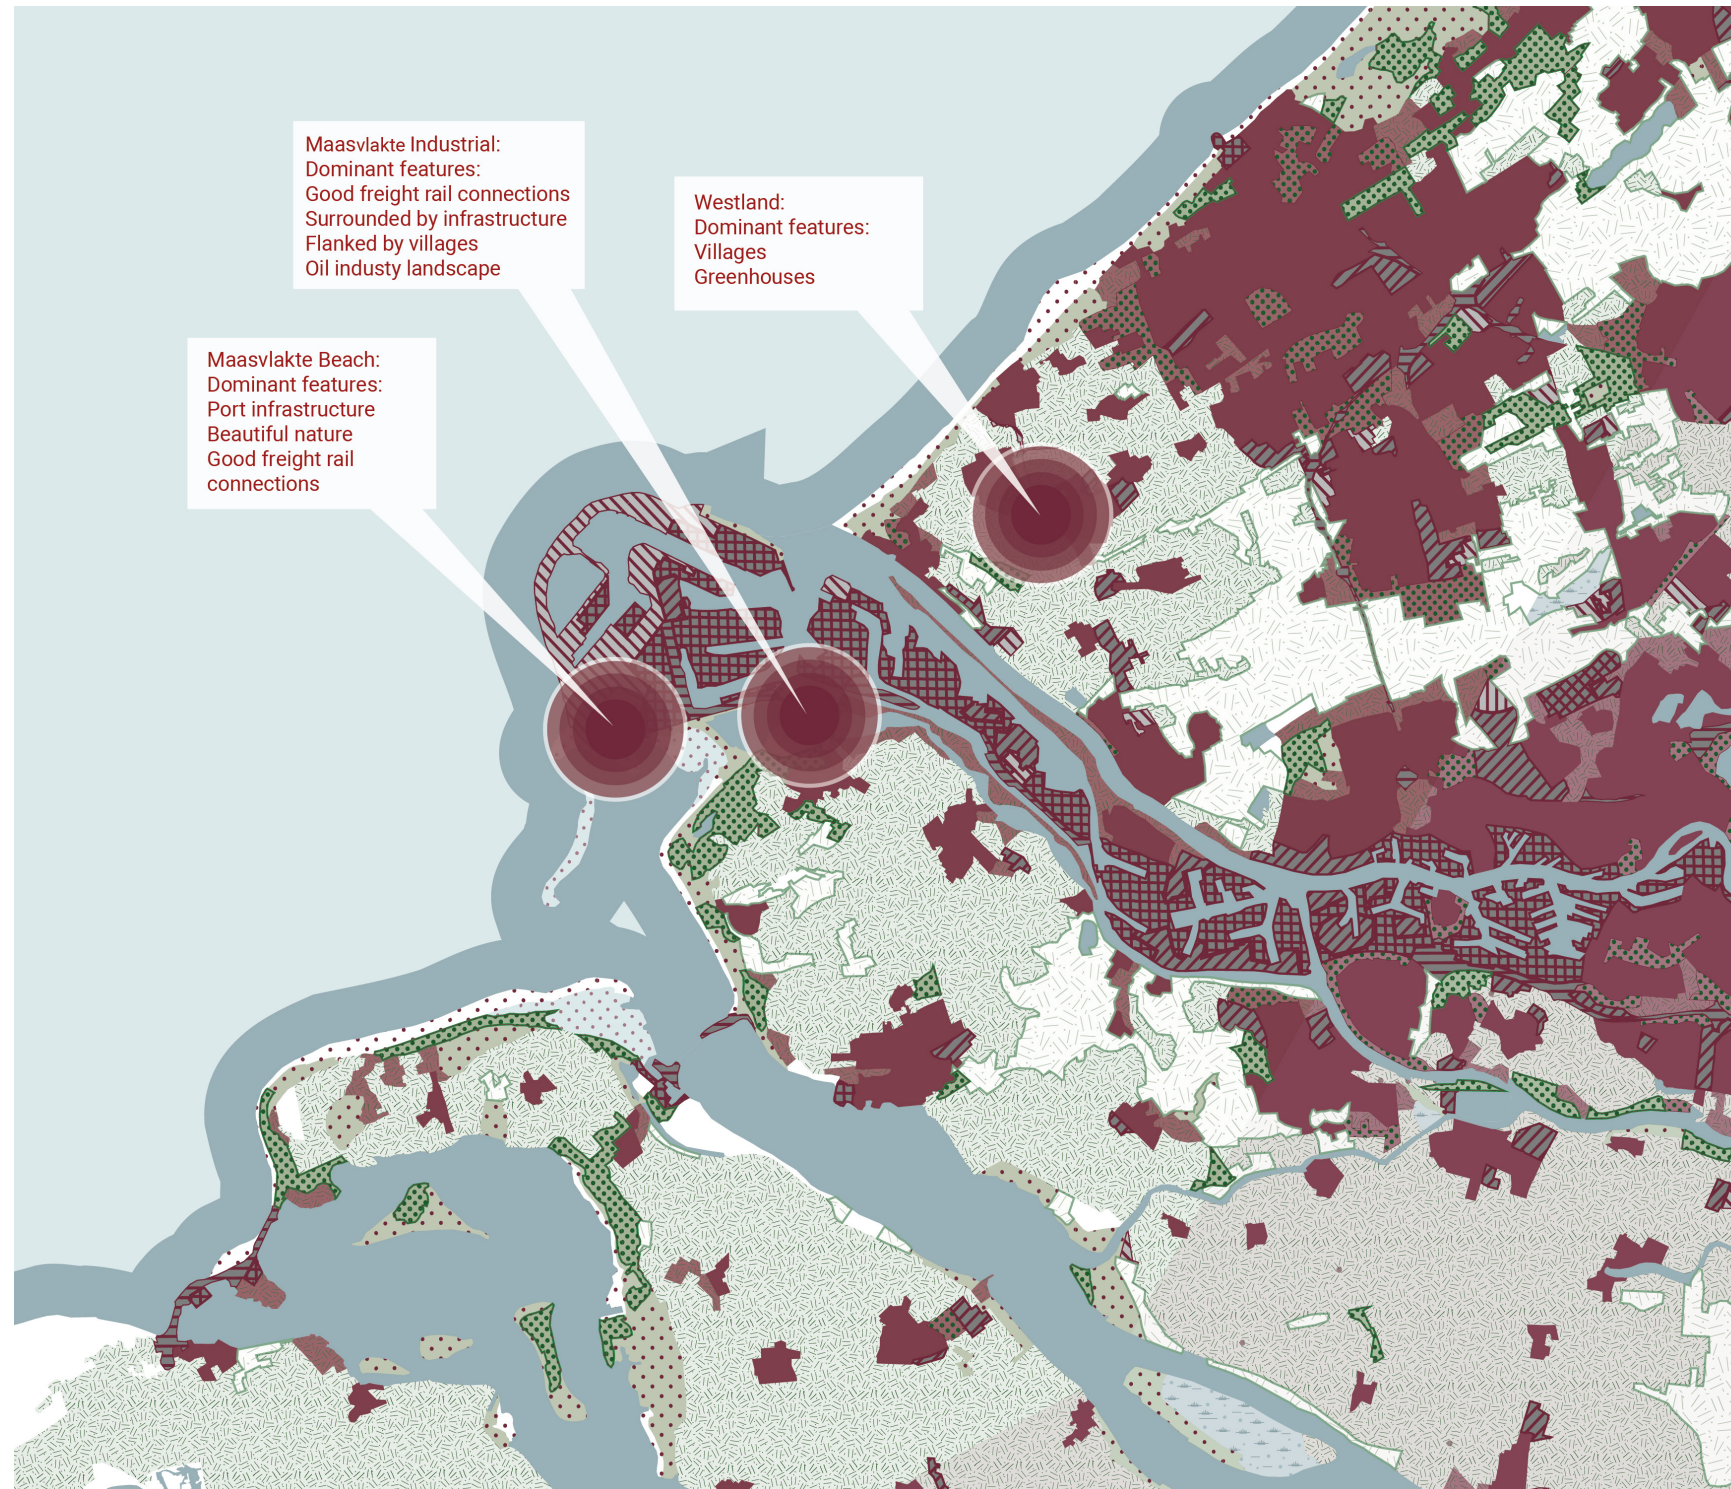 Maasvlakte Industrial:
Dominant features:
Good freight rail connections
Surrounded by infrastructure
Flanked by villages
Oil industy landscape
Westland:
Dominant features:
Villages
Greenhouses
Maasvlakte Beach:
Dominant features:
Port infrastructure
Beautiful nature
Good freight rail
connections